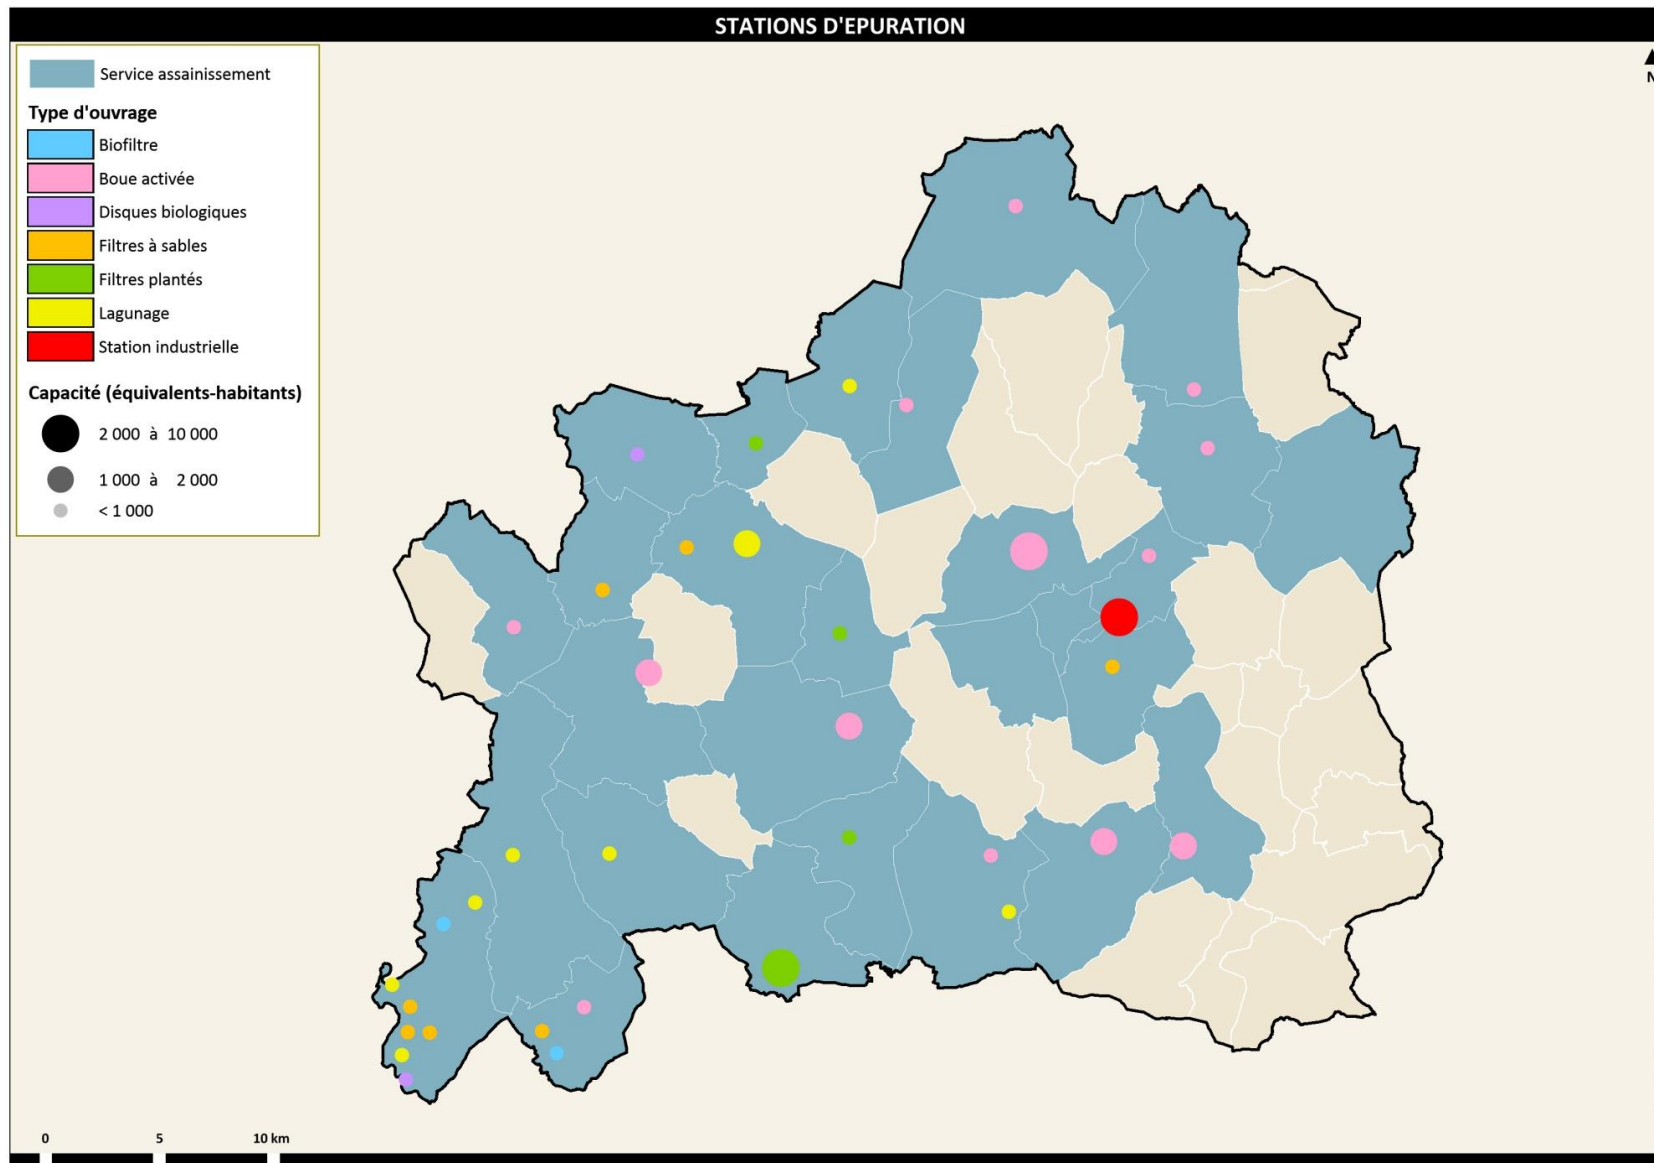 STATIONS D'EPURATION
N
Service assainissement
Type d'ouvrage
Biofiltre
Boue activée
Disques biologiques
Filtres à sables
Filtres plantés
Lagunage
Station industrielle
Capacité (équivalents-habitants)
2 000 à 10 000
1 000 à 2 000
< 1 000
0 5 10 km